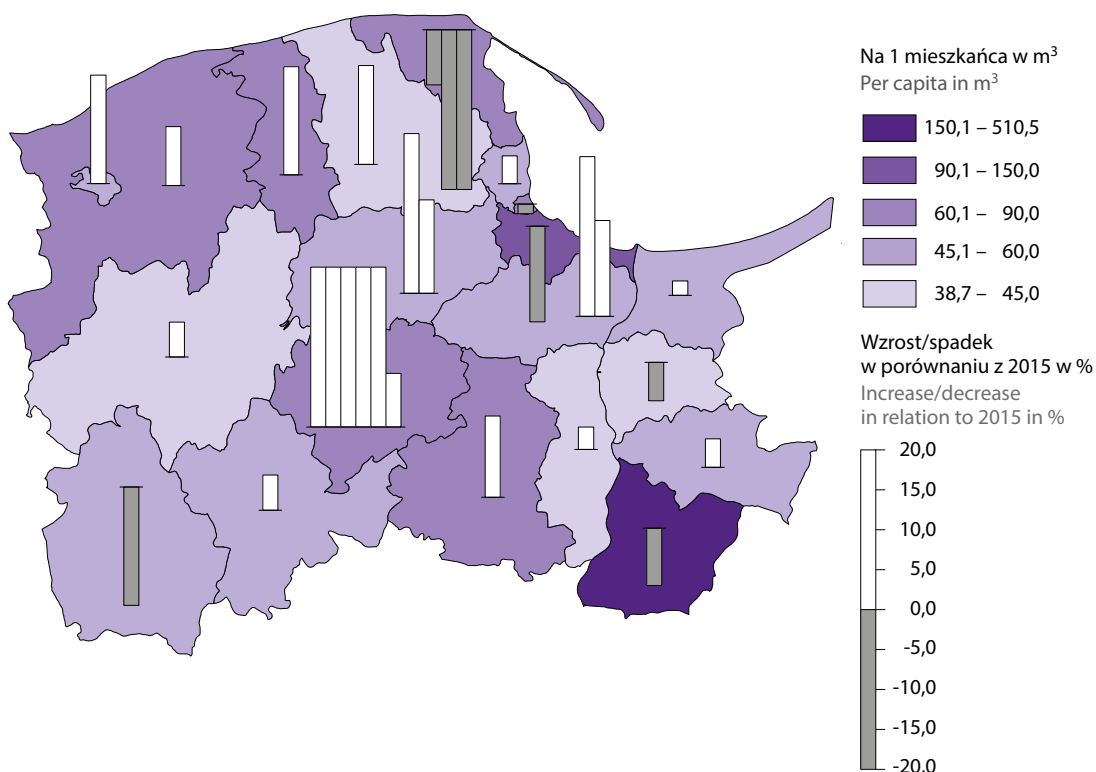 Na 1 mieszkańca w m³
Per capita in m³
150,1 – 510,5
90,1 – 150,0
60,1 – 90,0
45,1 – 60,0
38,7 – 45,0
Wzrost/spadek
w porównaniu z 2015 w %
Increase/decrease
in relation to 2015 in %
20,0
15,0
10,0
5,0
0,0
-5,0
-10,0
-15,0
-20,0